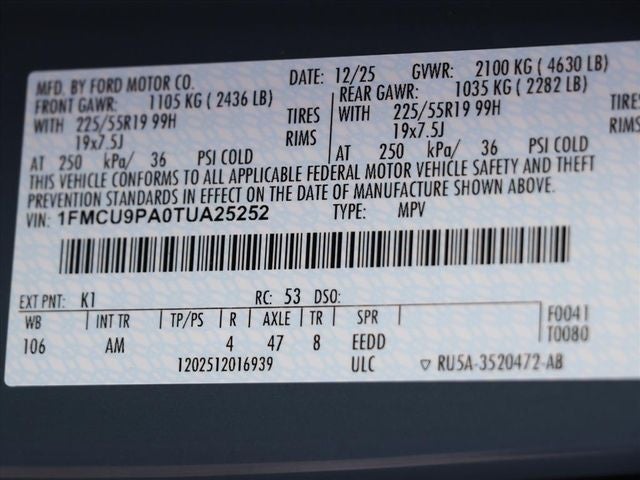 MFD. BY FORD MOTOR CO. DATE: 12/25 GVWR: 2100 KG ( 4630 LB)
FRONT GAWR: 1105 KG ( 2436 LB) REAR GAWR: 1035 KG ( 2282 LB)
WITH 225/55R19 99H TIRES WITH 225/55R19 99H TIRE
19x7.5J RIMS 19x7.5J RIMS
AT 250 kPa/ 36 PSI COLD AT 250 kPa/ 36 PSI COLD
THIS VEHICLE CONFORMS TO ALL APPLICABLE FEDERAL MOTOR VEHICLE SAFETY AND THEFT
PREVENTION STANDARDS IN EFFECT ON THE DATE OF MANUFACTURE SHOWN ABOVE.
VIN: 1FMCU9PA0TUA25252 TYPE: MPV
EXT PNT: K1 RC: 53 DSO:
WB INT TR TP/PS R AXLE TR SPR F0041
106 AM 4 47 8 EEDD T0080
1202512016939 ULC ▽ RU5A-3520472-AB